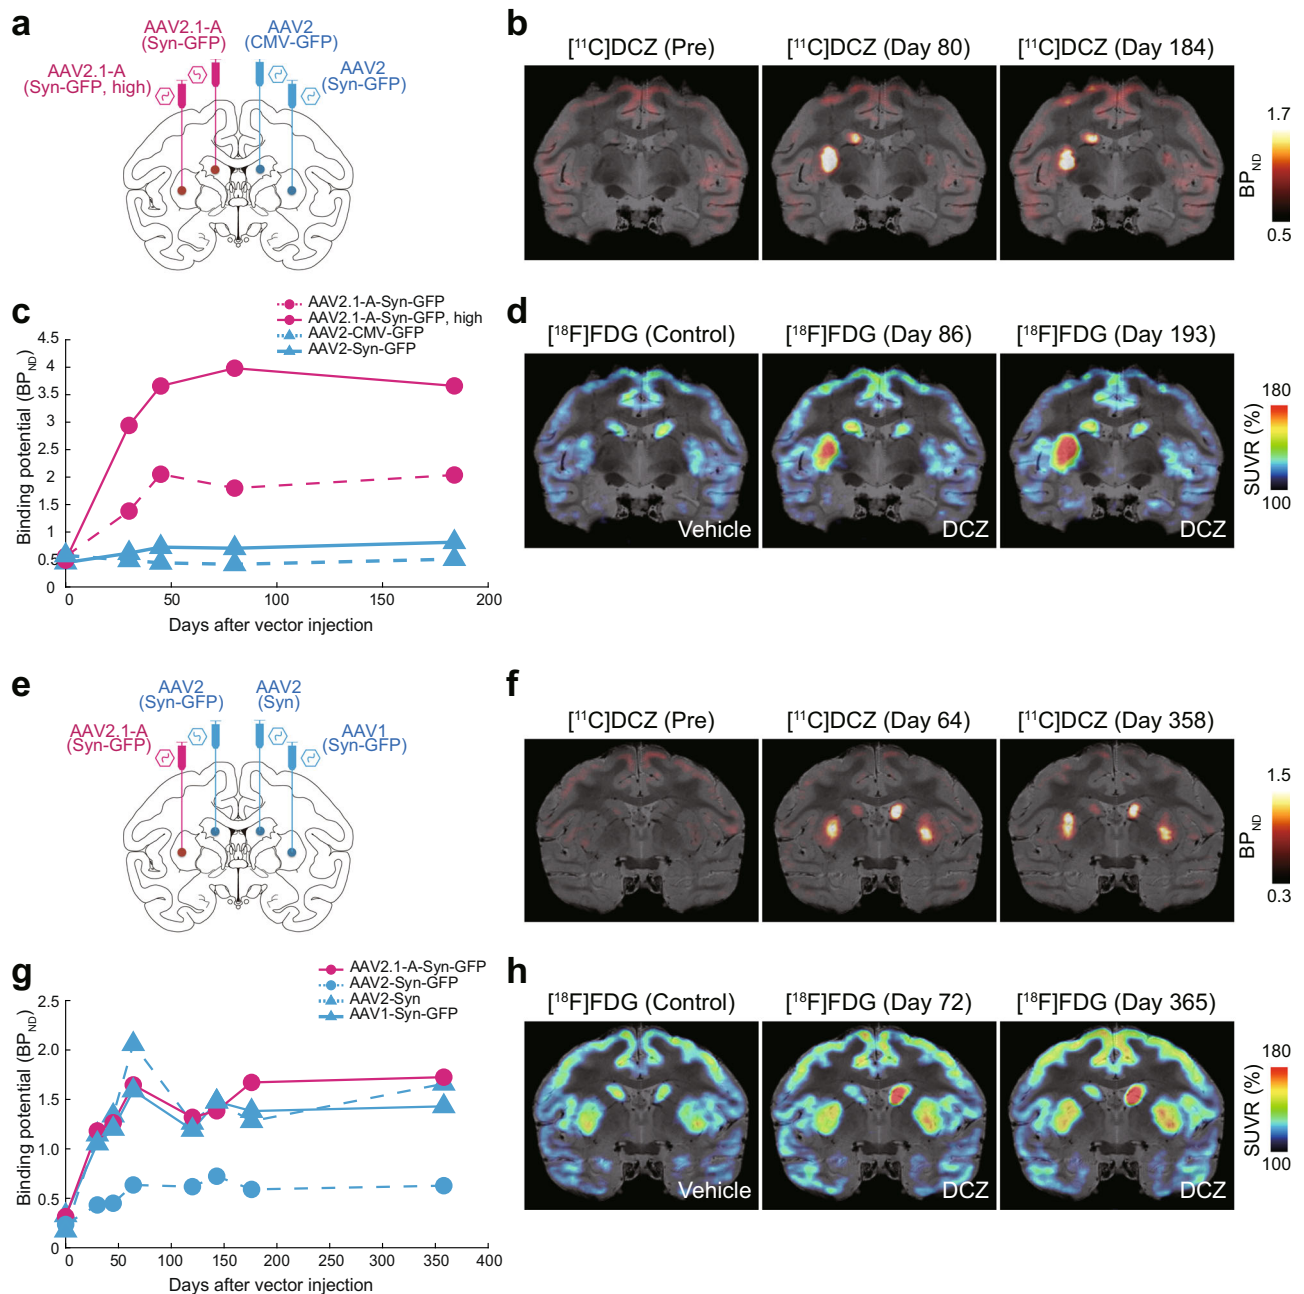 a
AAV2.1-A
(Syn-GFP)
AAV2
(CMV-GFP)
AAV2.1-A
(Syn-GFP, high)
AAV2
(Syn-GFP)
b
[¹¹C]DCZ (Pre)
[¹¹C]DCZ (Day 80)
[¹¹C]DCZ (Day 184)
1.7
BP_ND
0.5
c
AAV2.1-A-Syn-GFP
AAV2.1-A-Syn-GFP, high
AAV2-CMV-GFP
AAV2-Syn-GFP
Binding potential (BP_ND)
4.5
4
3.5
3
2.5
2
1.5
1
0.5
0
0 50 100 150 200
Days after vector injection
d
[¹⁸F]FDG (Control)
[¹⁸F]FDG (Day 86)
[¹⁸F]FDG (Day 193)
Vehicle
DCZ
DCZ
180
SUVR (%)
100
e
AAV2
(Syn-GFP)
AAV2
(Syn)
AAV2.1-A
(Syn-GFP)
AAV1
(Syn-GFP)
f
[¹¹C]DCZ (Pre)
[¹¹C]DCZ (Day 64)
[¹¹C]DCZ (Day 358)
1.5
BP_ND
0.3
g
AAV2.1-A-Syn-GFP
AAV2-Syn-GFP
AAV2-Syn
AAV1-Syn-GFP
Binding potential (BP_ND)
2.5
2.0
1.5
1.0
0.5
0
0 50 100 150 200 250 300 350 400
Days after vector injection
h
[¹⁸F]FDG (Control)
[¹⁸F]FDG (Day 72)
[¹⁸F]FDG (Day 365)
Vehicle
DCZ
DCZ
180
SUVR (%)
100